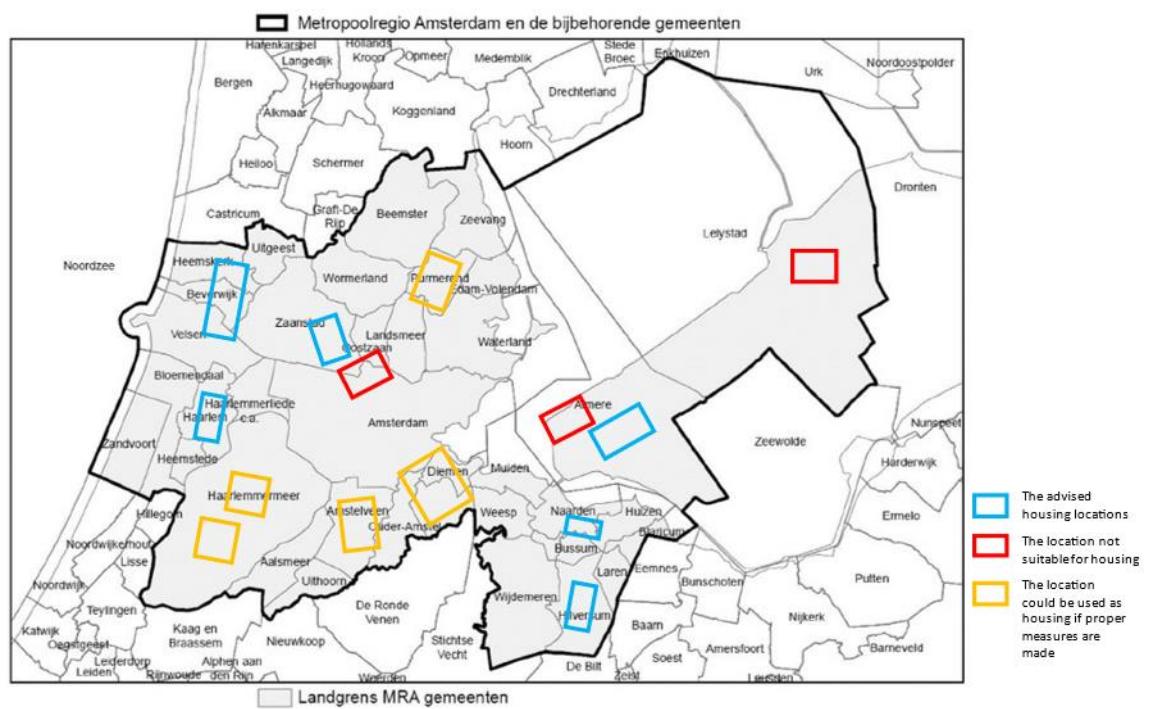 Metropoolregio Amsterdam en de bijbehorende gemeenten
Harenkarspel
Langedijk
Hollands
Kroon
Opmeer
Medemblik
Stede
Broec
Enkhuizen
Urk
Noordoostpolder
Bergen
Heerhugowaard
Alkmaar
Koggenland
Drechterland
Hoorn
Heiloo
Schermer
Dronten
Castricum
Graft-De
Rijp
Beemster
Zeevang
Lelystad
Noordzee
Uitgeest
Heemskerk
Wormerland
Purmerend
Edam-Volendam
Beverwijk
Zaanstad
Velsen
Landsmeer
Oostzaan
Waterland
Bloemendaal
Haarlemmerliede
e.a.
Haarlem
Amsterdam
Almere
Zeewolde
Nunspeet
Zandvoort
Heemstede
Harderwijk
Diemen
Muiden
Haarlemmermeer
Hillegom
Amstelveen
Ouder-Amstel
Weesp
Naarden
Huizen
Blaricum
Ermelo
Noordwijkerhout
Lisse
Aalsmeer
Uithoorn
Bussum
Laren
Eemnes
Bunschoten
Putten
Noordwijk
Teylingen
De Ronde
Venen
Wijdemeren
Hilversum
Nijkerk
Katwijk
Oegstgeest
Kaag en
Braassem
Nieuwkoop
Stichtse
Vecht
Baarn
Amersfoort
Barneveld
Leiderdorp
Leiden
Rijnwoude
Alphen aan
den Rijn
Woerden
De Bilt
Soest
Zeist
Leusden
The advised
housing locations
The location not
suitable for housing
The location
could be used as
housing if proper
measures are
made
Landgrens MRA gemeenten